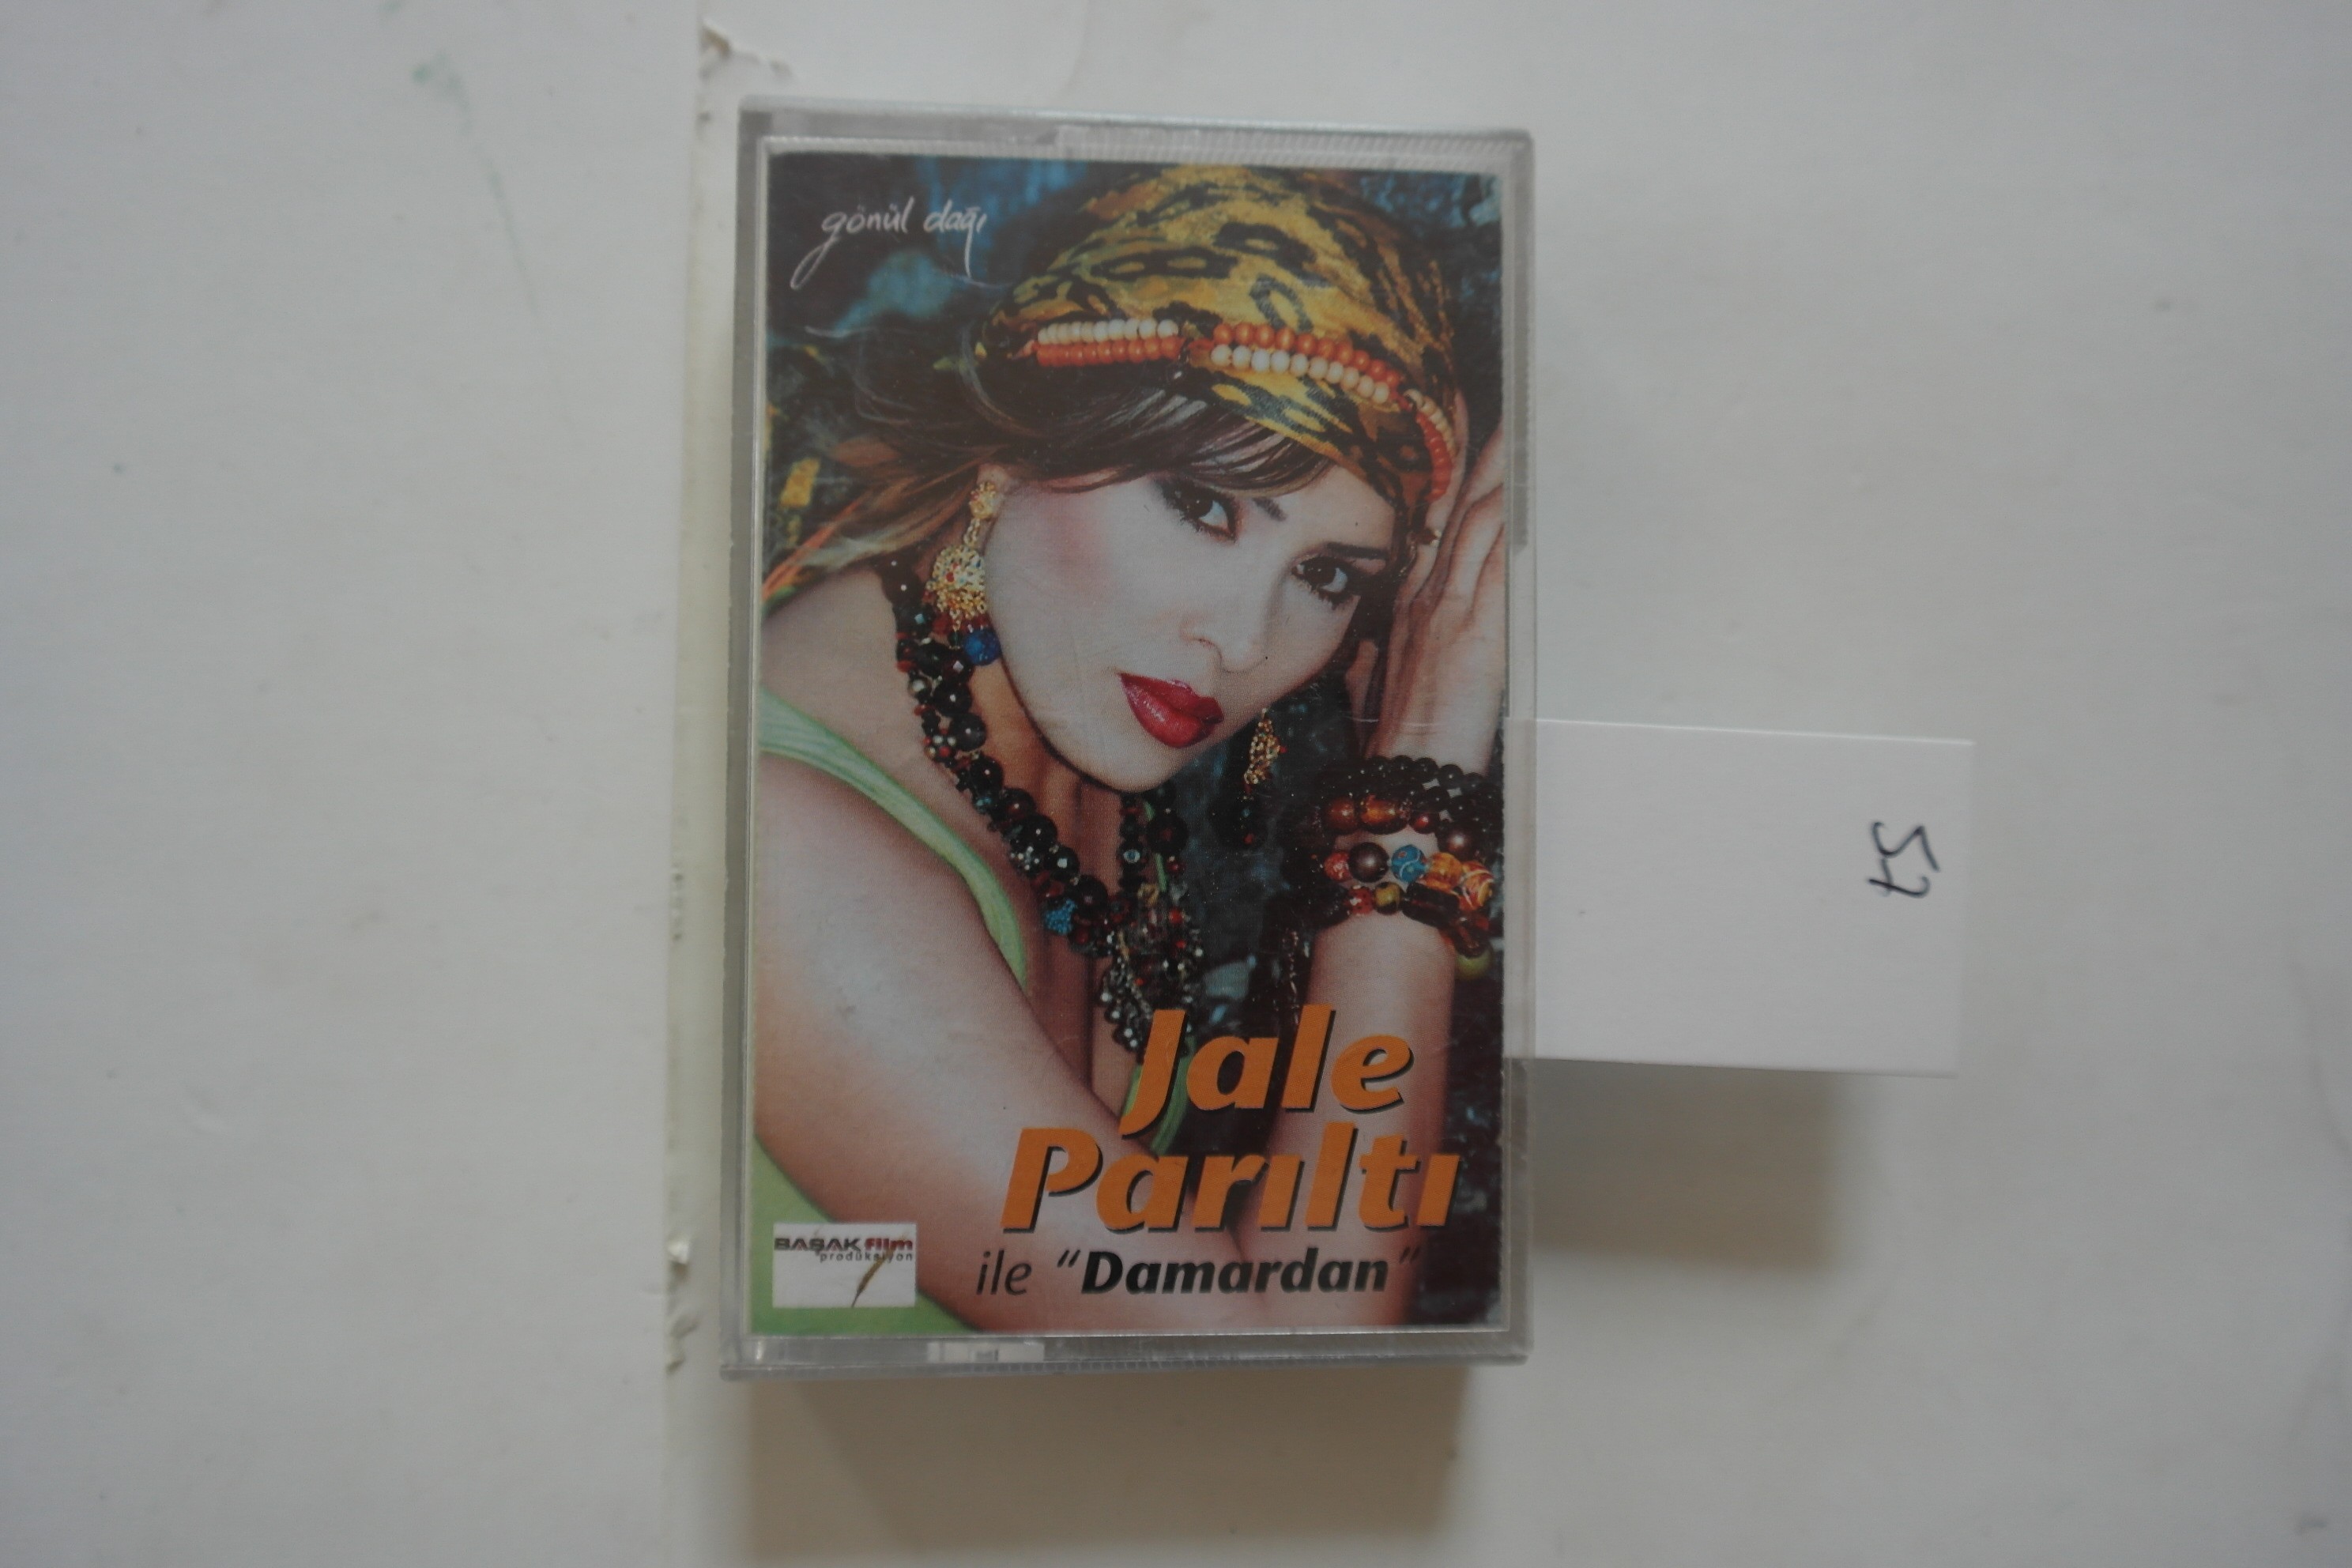 gönül dağı
Jale
Parıltı
ile "Damardan"
BAŞAK film
prodüksiyon
57